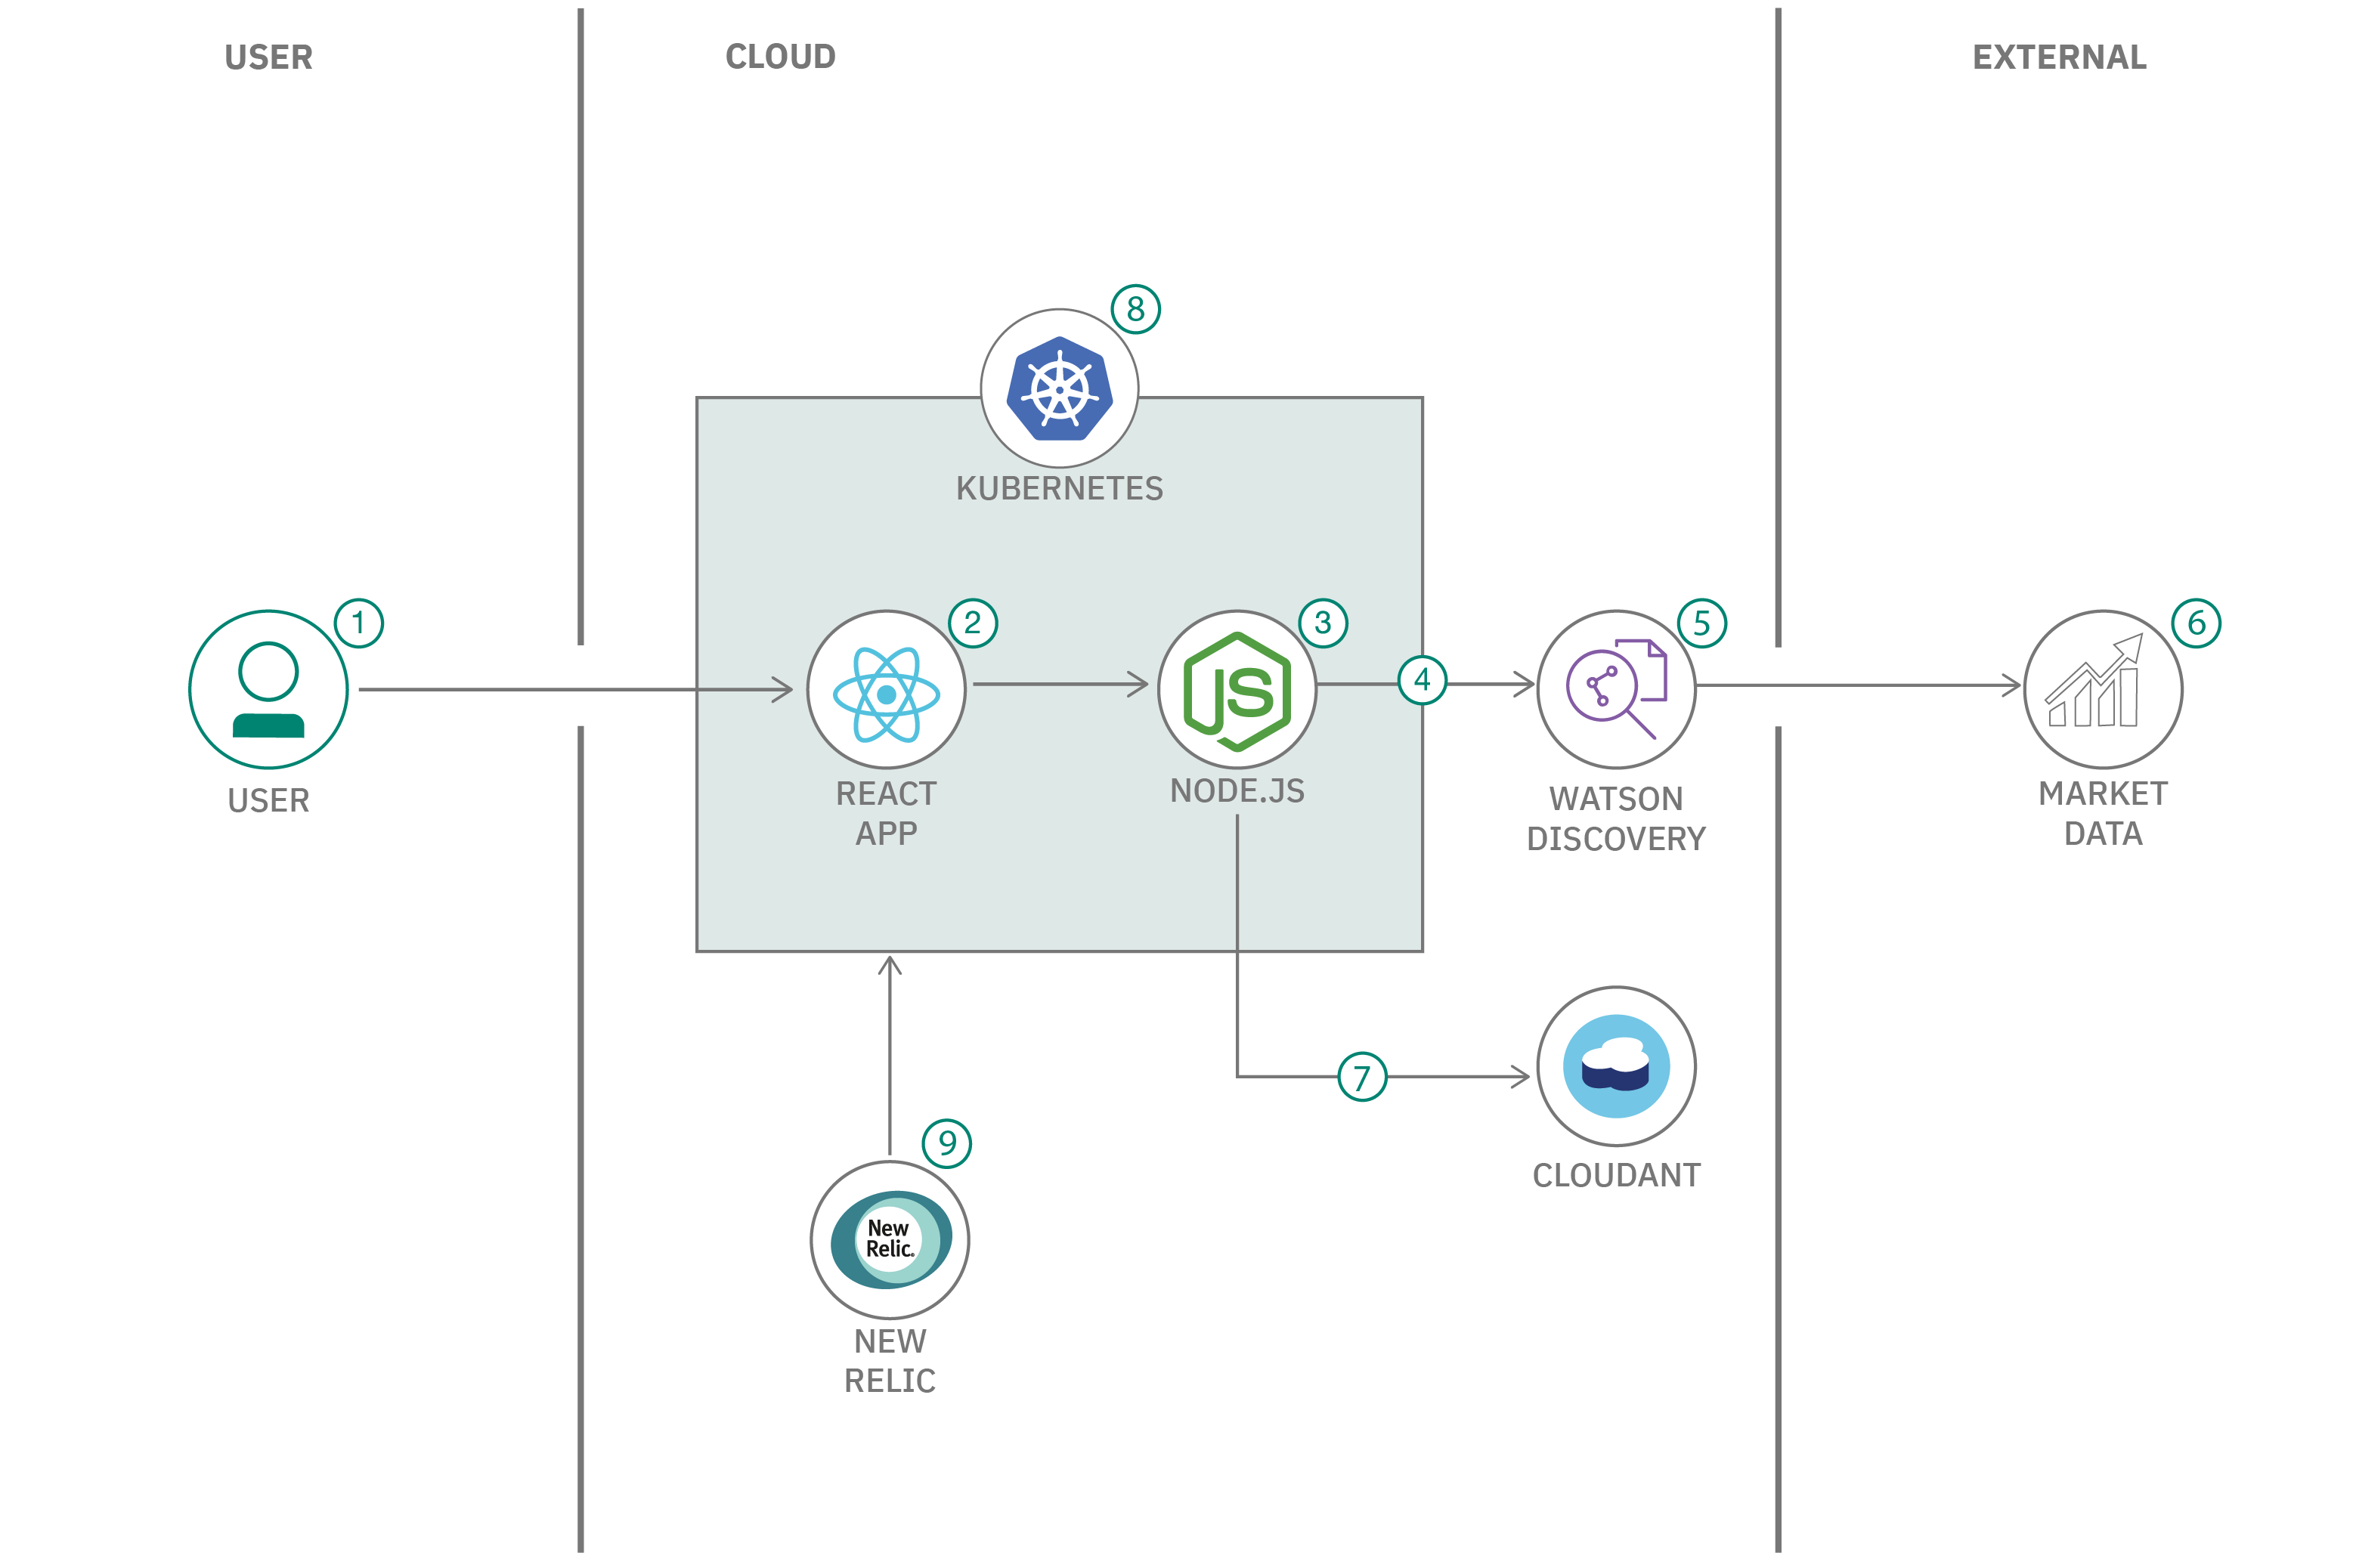 USER
CLOUD
EXTERNAL
8
KUBERNETES
1
USER
2
REACT
APP
3
JS
NODE.JS
4
5
WATSON
DISCOVERY
6
MARKET
DATA
7
CLOUDANT
9
New
Relic®
NEW
RELIC